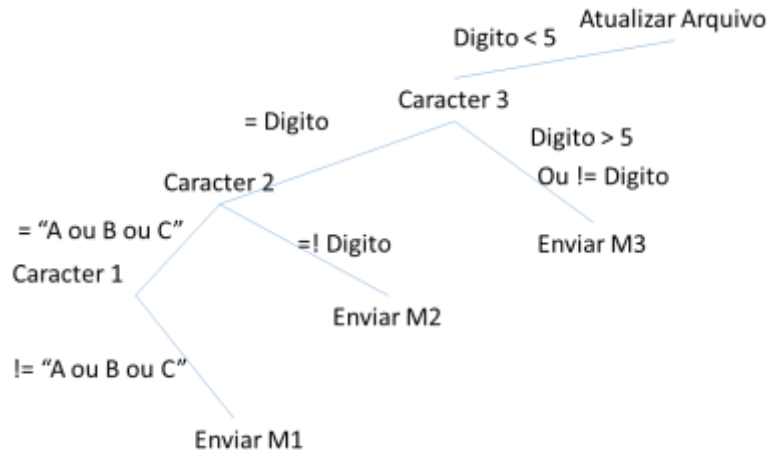 Atualizar Arquivo
Digito < 5
Caracter 3
= Digito
Digito > 5
Ou != Digito
Caracter 2
= “A ou B ou C”
=! Digito
Enviar M3
Caracter 1
Enviar M2
!= “A ou B ou C”
Enviar M1